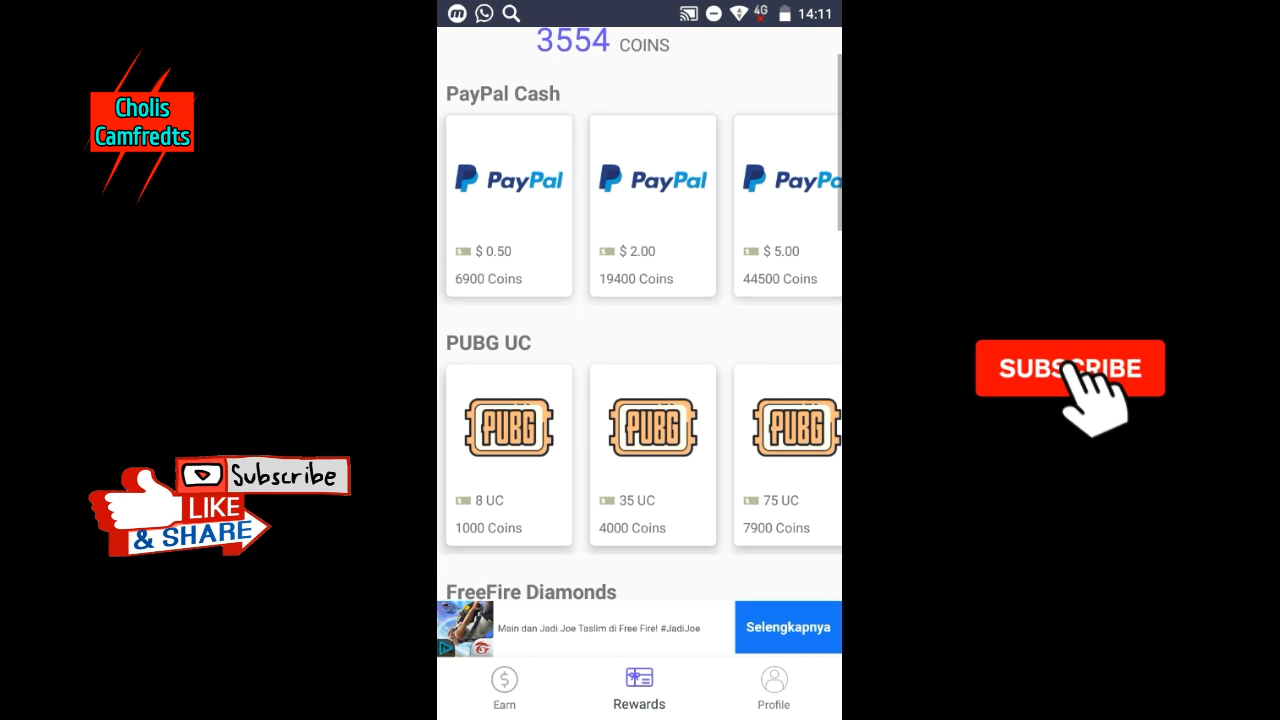 4G 14:11
3554 COINS
Cholis
Camfredts
PayPal Cash
PayPal PayPal PayPa
$ 0.50 $ 2.00 $ 5.00
6900 Coins 19400 Coins 44500 Coins
PUBG UC
PUBG PUBG PUBG
8 UC 35 UC 75 UC
1000 Coins 4000 Coins 7900 Coins
FreeFire Diamonds
Main dan Jadi Joe Taslim di Free Fire! #JadiJoe
Selengkapnya
Earn Rewards Profile
Subscribe
LIKE
& SHARE
SUBSCRIBE